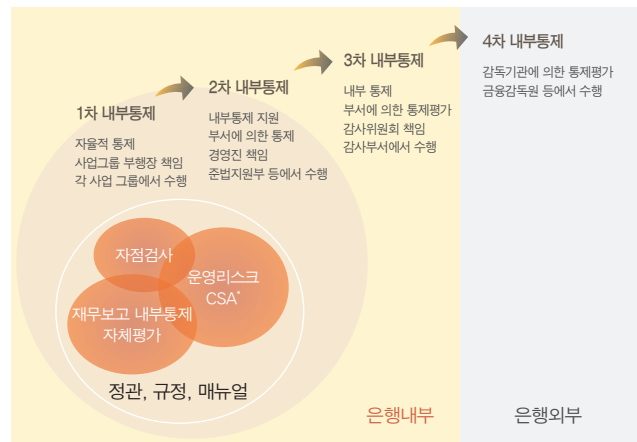 1차 내부통제
자율적 통제
사업그룹 부행장 책임
각 사업 그룹에서 수행
2차 내부통제
내부통제 지원
부서에 의한 통제
경영진 책임
준법지원부 등에서 수행
3차 내부통제
내부 통제
부서에 의한 통제평가
감사위원회 책임
감사부서에서 수행
4차 내부통제
감독기관에 의한 통제평가
금융감독원 등에서 수행
자점검사
운영리스크
CSA*
재무보고 내부통제
자체평가
정관, 규정, 매뉴얼
은행내부
은행외부